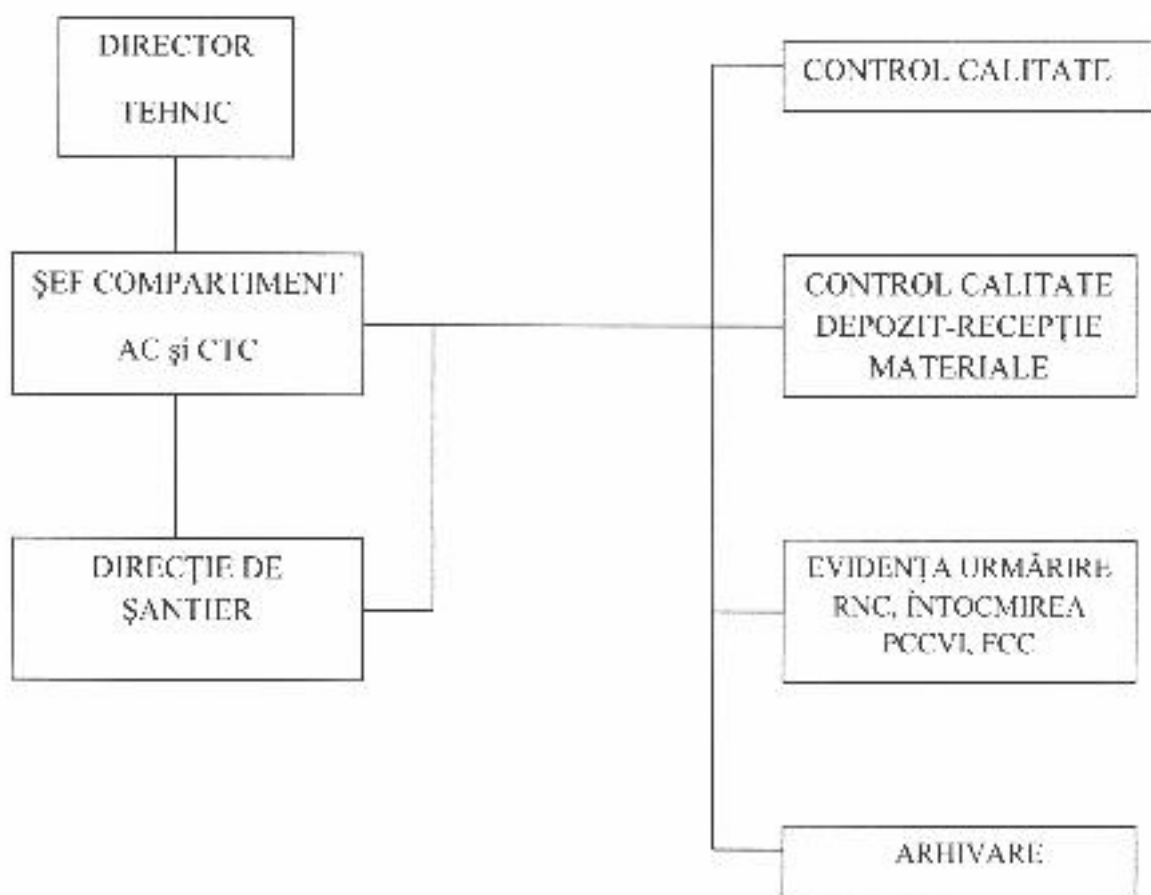 DIRECTOR
TEHNIC
ŞEF COMPARTIMENT
AC şi CTC
DIRECŢIE DE
ŞANTIER
CONTROL CALITATE
CONTROL CALITATE
DEPOZIT-RECEPŢIE
MATERIALE
EVIDENŢA URMĂRIRE
RNC, ÎNTOCMIREA
PCCVI, FCC
ARHIVARE